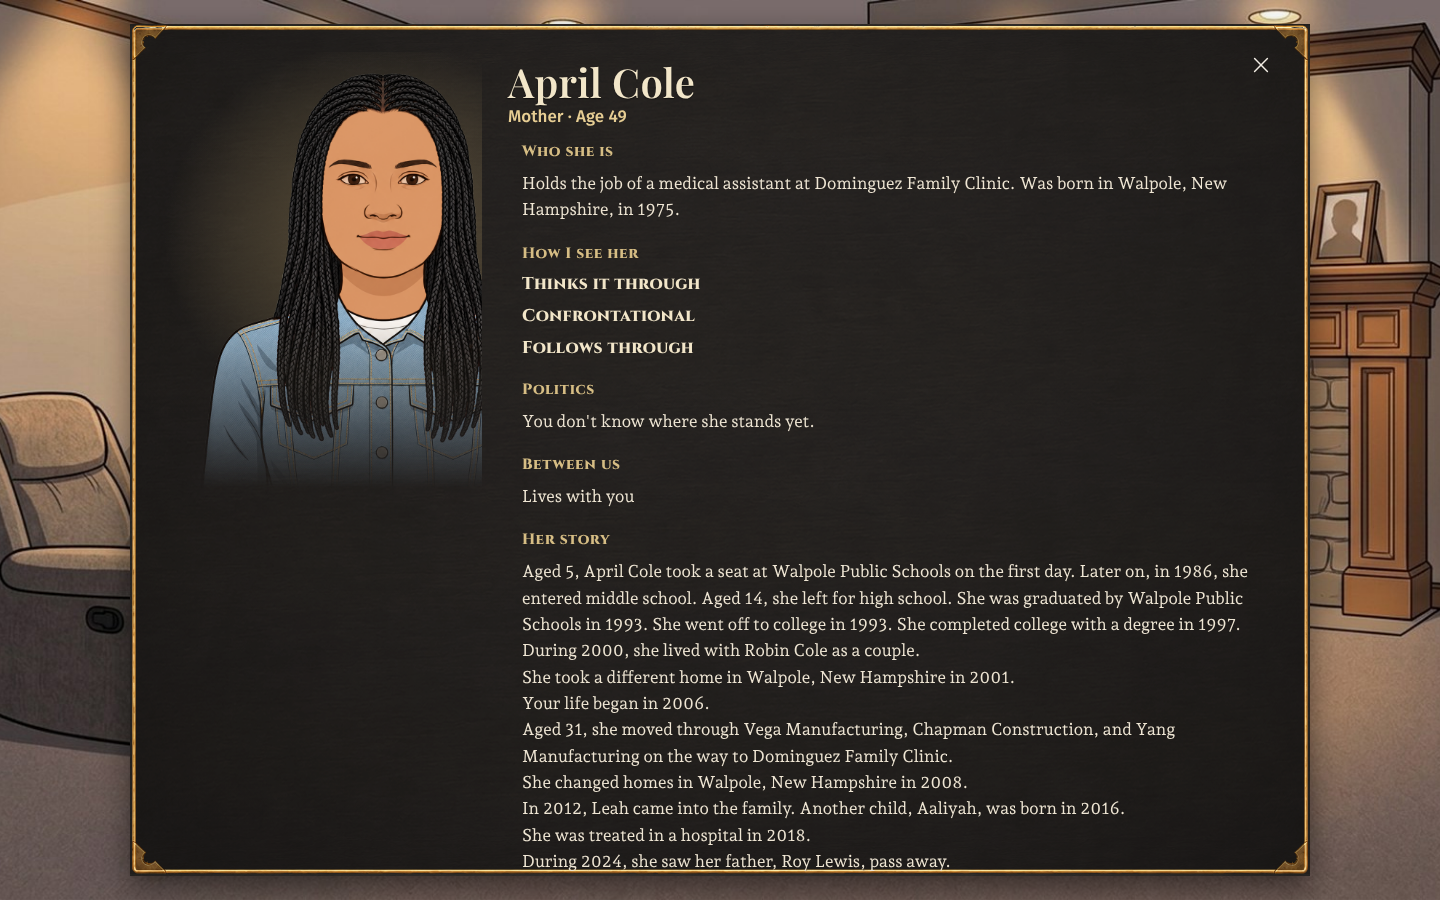 April Cole
Mother · Age 49
Who she is
Holds the job of a medical assistant at Dominguez Family Clinic. Was born in Walpole, New
Hampshire, in 1975.
How I see her
Thinks it through
Confrontational
Follows through
Politics
You don't know where she stands yet.
Between us
Lives with you
Her story
Aged 5, April Cole took a seat at Walpole Public Schools on the first day. Later on, in 1986, she
entered middle school. Aged 14, she left for high school. She was graduated by Walpole Public
Schools in 1993. She went off to college in 1993. She completed college with a degree in 1997.
During 2000, she lived with Robin Cole as a couple.
She took a different home in Walpole, New Hampshire in 2001.
Your life began in 2006.
Aged 31, she moved through Vega Manufacturing, Chapman Construction, and Yang
Manufacturing on the way to Dominguez Family Clinic.
She changed homes in Walpole, New Hampshire in 2008.
In 2012, Leah came into the family. Another child, Aaliyah, was born in 2016.
She was treated in a hospital in 2018.
During 2024, she saw her father, Roy Lewis, pass away.